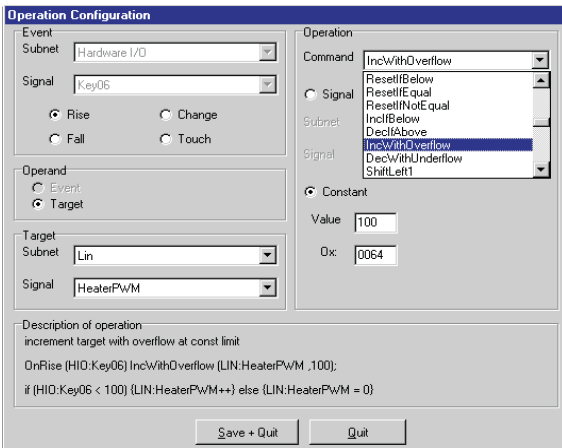 Operation Configuration
Event
Subnet
Hardware I/O
Signal
Key06
Rise
Change
Fall
Touch
Operand
Event
Target
Target
Subnet
Lin
Signal
HeaterPWM
Operation
Command
IncWithOverflow
ResetIfBelow
ResetIfEqual
ResetIfNotEqual
IncIfBelow
DecIfAbove
IncWithOverflow
DecWithUnderflow
ShiftLeft1
Signal
Subnet
Signal
Constant
Value
100
0x:
0064
Description of operation
increment target with overflow at const limit
OnRise (HIO:Key06) IncWithOverflow (LIN:HeaterPWM ,100);
if (HIO:Key06 < 100) {LIN:HeaterPWM++} else {LIN:HeaterPWM = 0}
Save + Quit
Quit